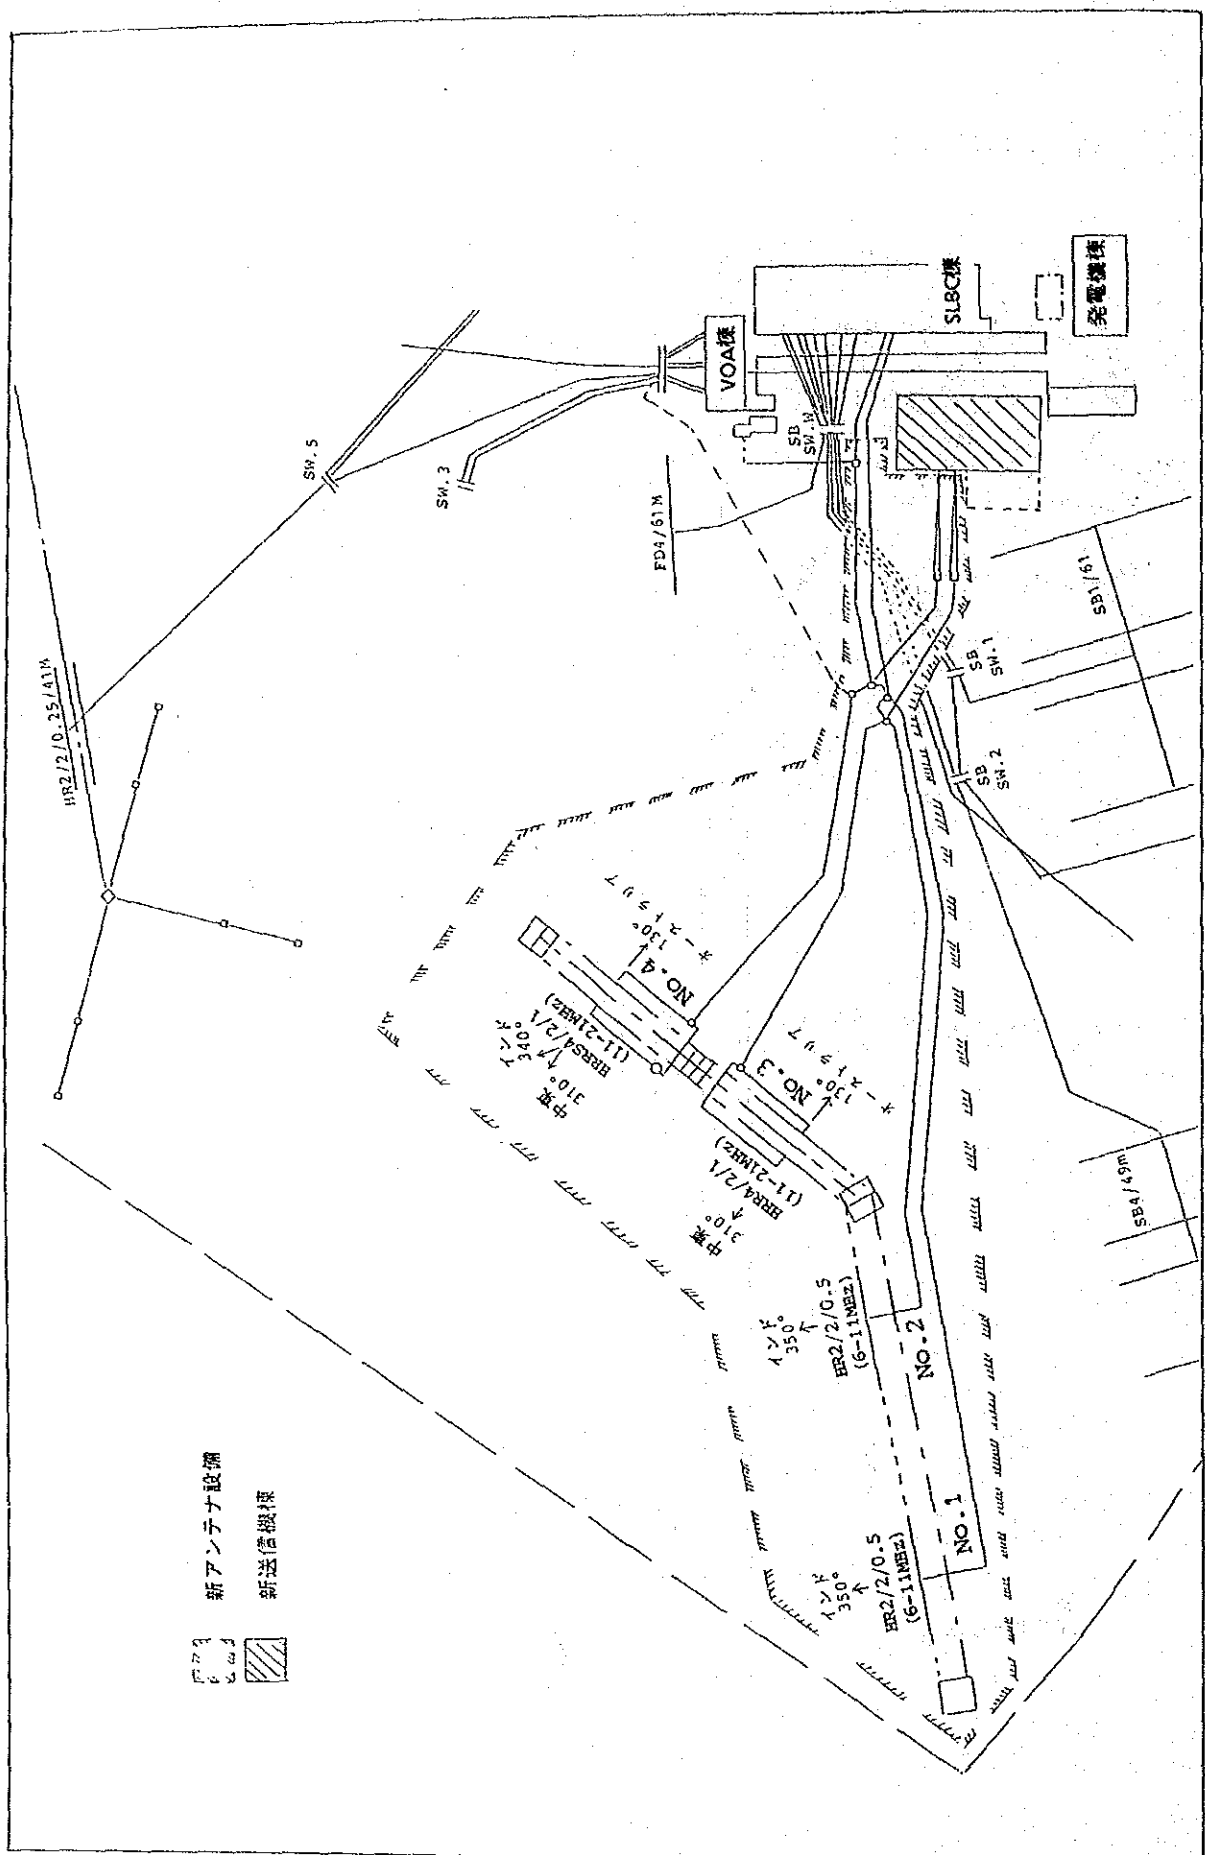 新アンテナ設備
新送信機棟
HR2/2/0.25/41M
SW.5
SW.3
FD4/61M
VOA棟
SB
SW.W
SLBC棟
発電機棟
SB
SW.1
SB
SW.2
SB1/61
SB4/49m
オーストラリア
130°
NO.4
HRRS4/2/1
(11-21MHz)
インド
340°
中東
310°
オーストラリア
130°
NO.3
HRR4/2/1
(11-21MHz)
中東
310°
インド
350°
HR2/2/0.5
(6-11MHz)
NO.2
インド
350°
HR2/2/0.5
(6-11MHz)
NO.1